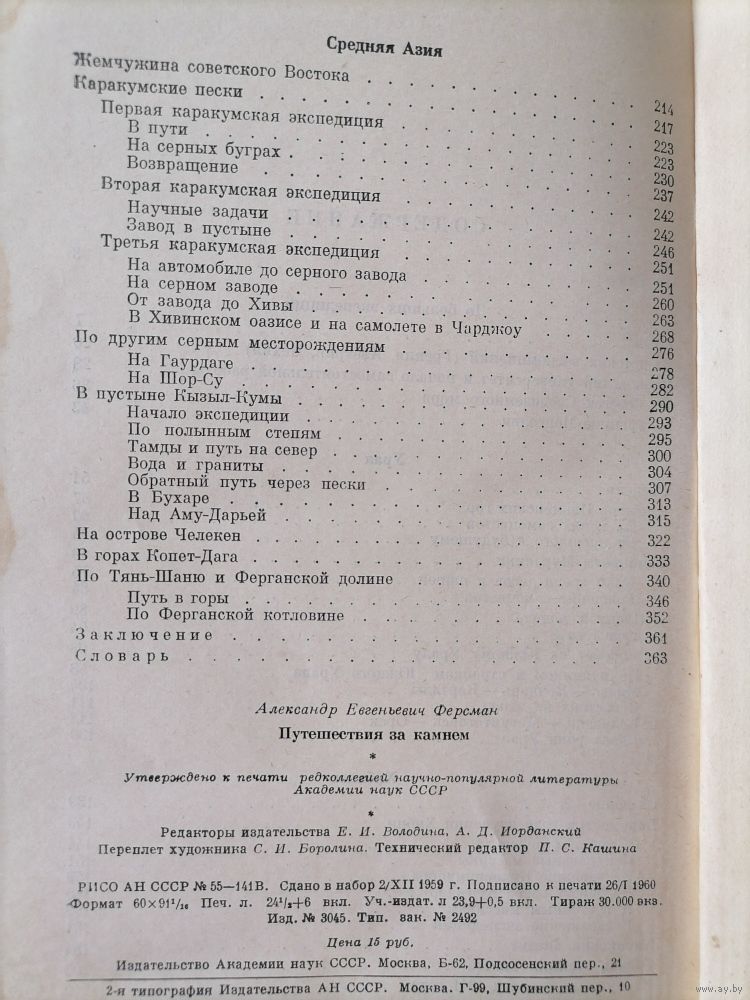 Средняя Азия
Жемчужина советского Востока . . . 214
Каракумские пески . . . 217
Первая каракумская экспедиция . . . 223
В пути . . . 223
На серных буграх . . . 230
Возвращение . . . 237
Вторая каракумская экспедиция . . . 242
Научные задачи . . . 242
Завод в пустыне . . . 246
Третья каракумская экспедиция . . . 251
На автомобиле до серного завода . . . 251
На серном заводе . . . 260
От завода до Хивы . . . 263
В Хивинском оазисе и на самолете в Чарджоу . . . 268
По другим серным месторождениям . . . 276
На Гаурдаге . . . 278
На Шор-Су . . . 282
В пустыне Кызыл-Кумы . . . 290
Начало экспедиции . . . 293
По полынным степям . . . 295
Тамды и путь на север . . . 300
Вода и граниты . . . 304
Обратный путь через пески . . . 307
В Бухаре . . . 313
Над Аму-Дарьей . . . 315
На острове Челекен . . . 322
В горах Копет-Дага . . . 333
По Тянь-Шаню и Ферганской долине . . . 340
Путь в горы . . . 346
По Ферганской котловине . . . 352
Заключение . . . 361
Словарь . . . 363
Александр Евгеньевич Ферсман
Путешествия за камнем
*
Утверждено к печати редколлегией научно-популярной литературы
Академии наук СССР
*
Редакторы издательства Е. И. Володина, А. Д. Иорданский
Переплет художника С. И. Боролина. Технический редактор П. С. Кашина
РИСО АН СССР № 55—141В. Сдано в набор 2/XII 1959 г. Подписано к печати 26/I 1960
Формат 60×91¹/₁₆ Печ. л. 24¹/₂+6 вкл. Уч.-издат. л 23,9+0,5 вкл. Тираж 30.000 экз.
Изд. № 3045. Тип. зак. № 2492
Цена 15 руб.
Издательство Академии наук СССР. Москва, Б-62, Подсосенский пер., 21
2-я типография Издательства АН СССР. Москва. Г-99, Шубинский пер., 10
www.ay.by